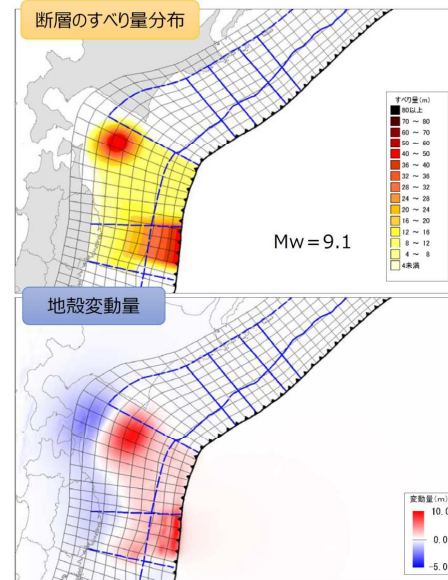 断層のすべり量分布
すべり量(m)
80以上
70 ～ 80
60 ～ 70
50 ～ 60
40 ～ 50
36 ～ 40
32 ～ 36
28 ～ 32
24 ～ 28
20 ～ 24
16 ～ 20
12 ～ 16
8 ～ 12
4 ～ 8
4未満
Mw＝9.1
地殻変動量
変動量(m)
10.0
0.0
-5.0